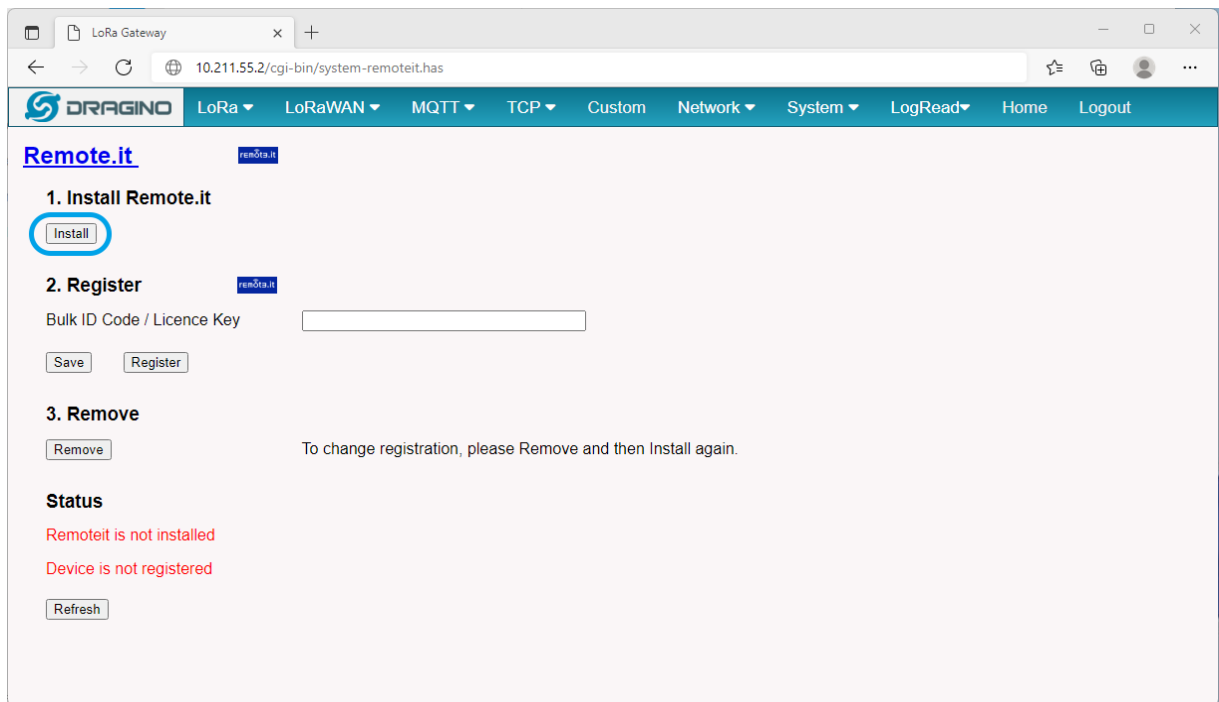 LoRa Gateway
10.211.55.2/cgi-bin/system-remoteit.has
DRAGINO LoRa LoRaWAN MQTT TCP Custom Network System LogRead Home Logout
Remote.it remote.it
1. Install Remote.it
Install
2. Register remote.it
Bulk ID Code / Licence Key
Save Register
3. Remove
Remove To change registration, please Remove and then Install again.
Status
Remoteit is not installed
Device is not registered
Refresh